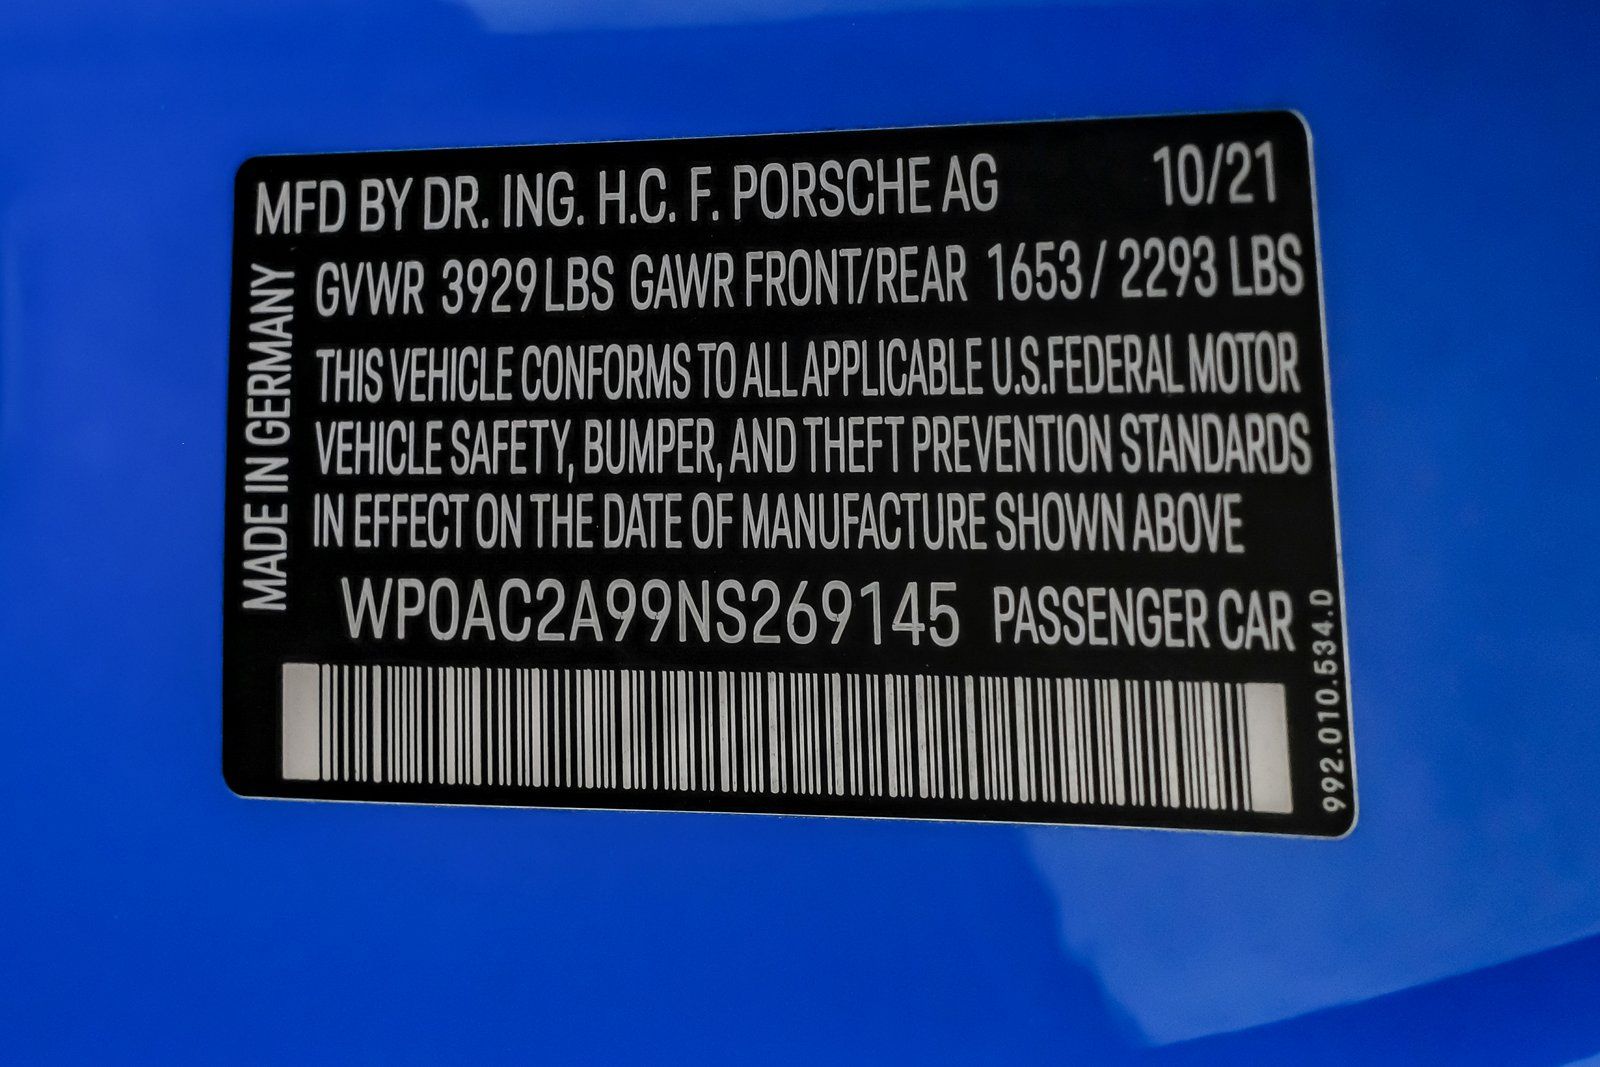 MFD BY DR. ING. H.C. F. PORSCHE AG 10/21
GVWR 3929 LBS GAWR FRONT/REAR 1653 / 2293 LBS
THIS VEHICLE CONFORMS TO ALL APPLICABLE U.S.FEDERAL MOTOR
VEHICLE SAFETY, BUMPER, AND THEFT PREVENTION STANDARDS
IN EFFECT ON THE DATE OF MANUFACTURE SHOWN ABOVE
WP0AC2A99NS269145 PASSENGER CAR
MADE IN GERMANY
992.010.534.D